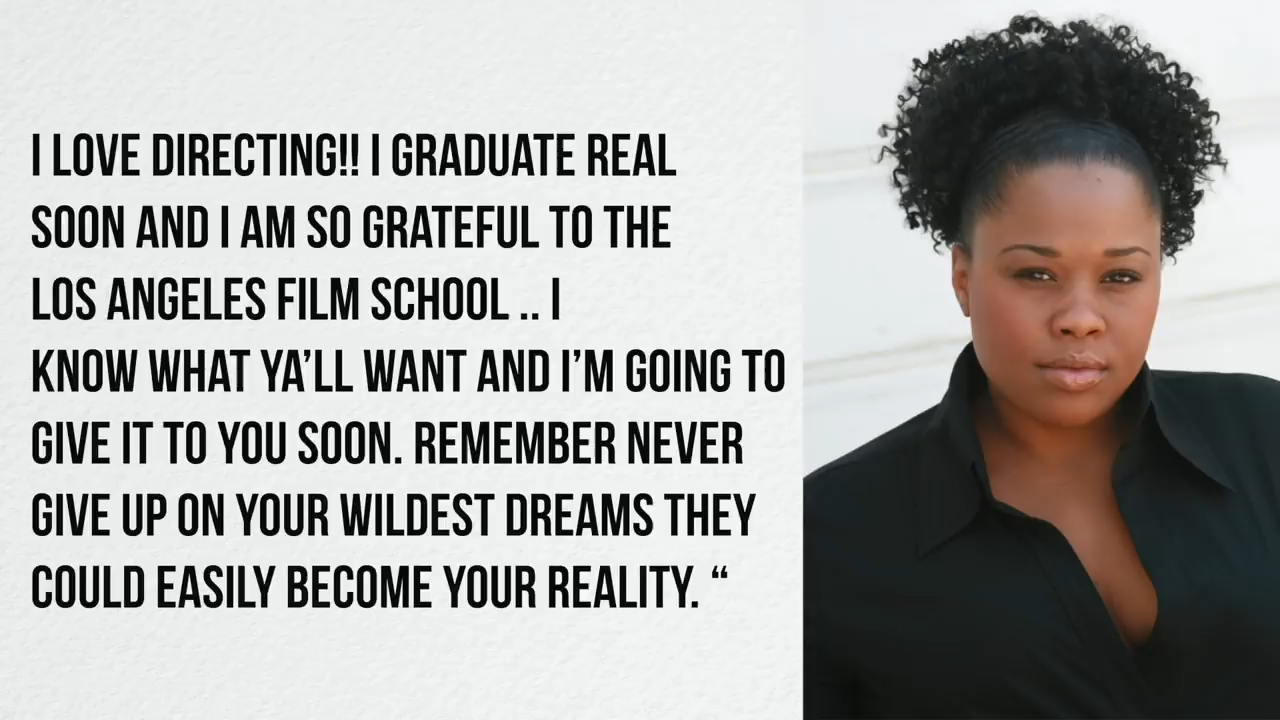 I LOVE DIRECTING!! I GRADUATE REAL
SOON AND I AM SO GRATEFUL TO THE
LOS ANGELES FILM SCHOOL .. I
KNOW WHAT YA’LL WANT AND I’M GOING TO
GIVE IT TO YOU SOON. REMEMBER NEVER
GIVE UP ON YOUR WILDEST DREAMS THEY
COULD EASILY BECOME YOUR REALITY. “